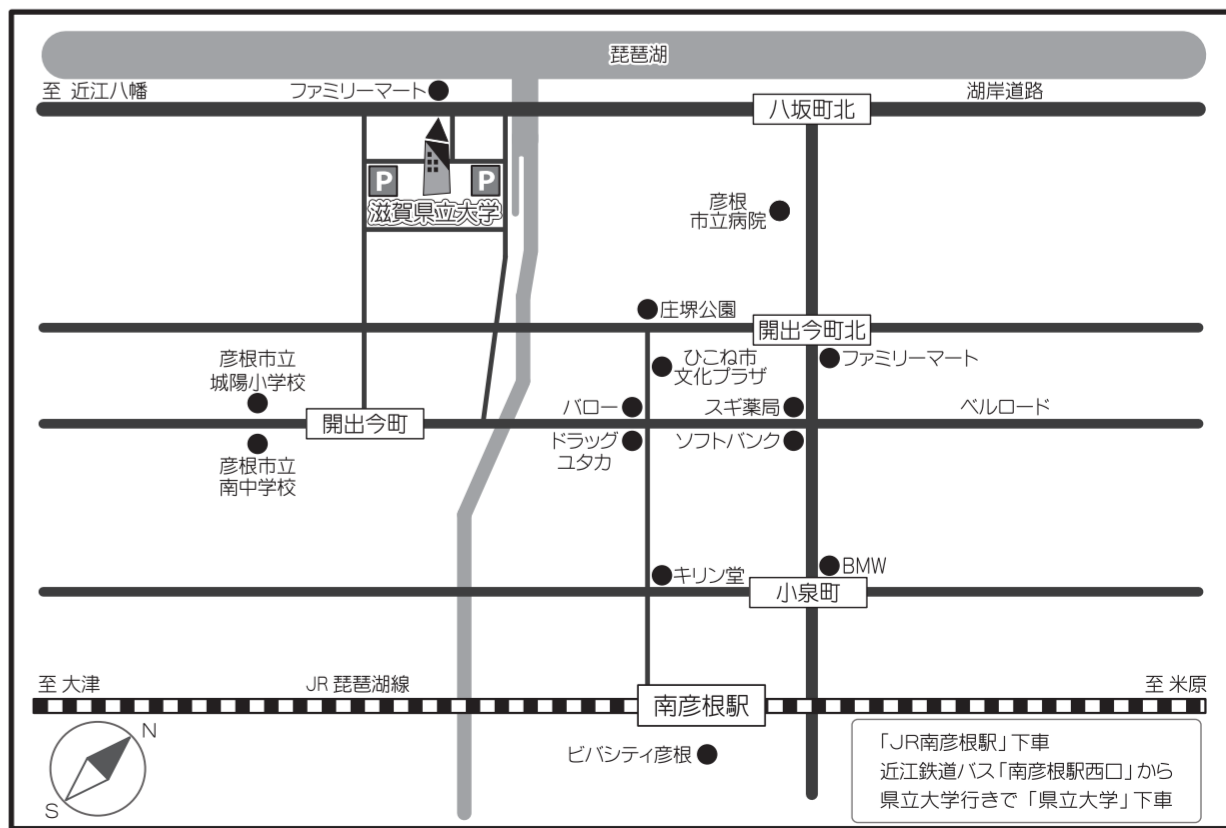 琵琶湖
至 近江八幡
ファミリーマート
湖岸道路
八坂町北
P
P
滋賀県立大学
彦根
市立病院
庄堺公園
開出今町北
彦根市立
城陽小学校
ひこね市
文化プラザ
ファミリーマート
バロー
スギ薬局
ベルロード
開出今町
ドラッグ
ユタカ
ソフトバンク
彦根市立
南中学校
キリン堂
BMW
小泉町
至 大津
JR 琵琶湖線
至 米原
南彦根駅
N
S
ビバシティ彦根
「JR南彦根駅」下車
近江鉄道バス「南彦根駅西口」から
県立大学行きで「県立大学」下車